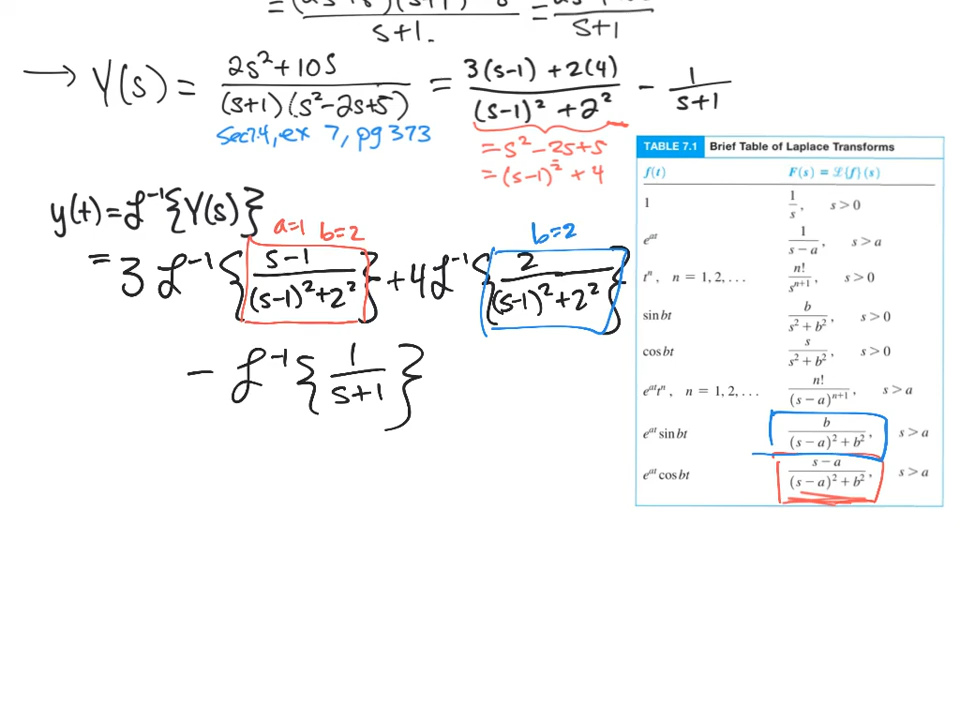 s+1.
s+1
→ Y(s) = 2s²+10s / (s+1)(s²-2s+5) = 3(s-1)+2(4) / (s-1)²+2² - 1 / s+1
sec7.4, ex 7, pg 373
= s²-2s+5
= (s-1)²+4
y(t)=ℒ⁻¹{Y(s)}
a=1 b=2
b=2
= 3 ℒ⁻¹{ s-1 / (s-1)²+2² } + 4ℒ⁻¹{ 2 / (s-1)²+2² }
- ℒ⁻¹{ 1 / s+1 }
TABLE 7.1 Brief Table of Laplace Transforms
f(t) F(s) = ℒ{f}(s)
1 1/s, s > 0
e^{at} 1/(s − a), s > a
tⁿ, n = 1, 2, . . . n!/s^{n+1}, s > 0
sin bt b/(s² + b²), s > 0
cos bt s/(s² + b²), s > 0
e^{at}tⁿ, n = 1, 2, . . . n!/(s − a)^{n+1}, s > a
e^{at} sin bt b/((s − a)² + b²), s > a
e^{at} cos bt s − a/((s − a)² + b²), s > a